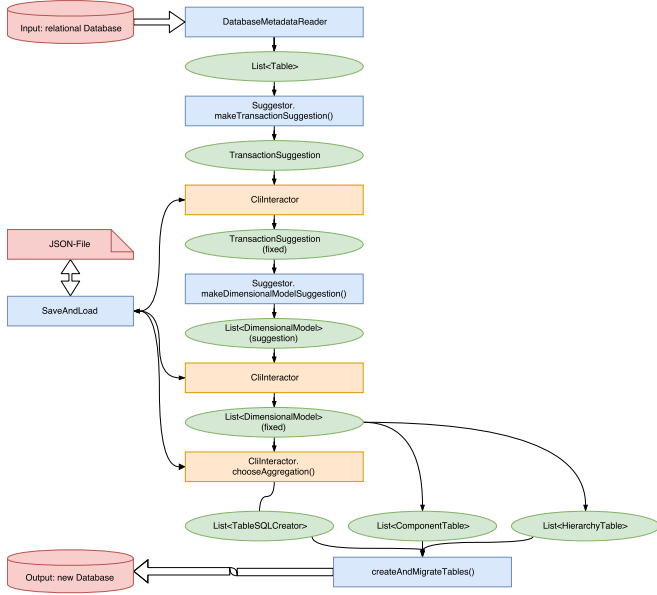 Input: relational Database
DatabaseMetadataReader
List<Table>
Suggestor.
makeTransactionSuggestion()
TransactionSuggestion
CliInteractor
TransactionSuggestion
(fixed)
JSON-File
Suggestor.
makeDimensionalModelSuggestion()
SaveAndLoad
List<DimensionalModel>
(suggestion)
CliInteractor
List<DimensionalModel>
(fixed)
CliInteractor.
chooseAggregation()
List<TableSQLCreator>
List<ComponentTable>
List<HierarchyTable>
Output: new Database
createAndMigrateTables()